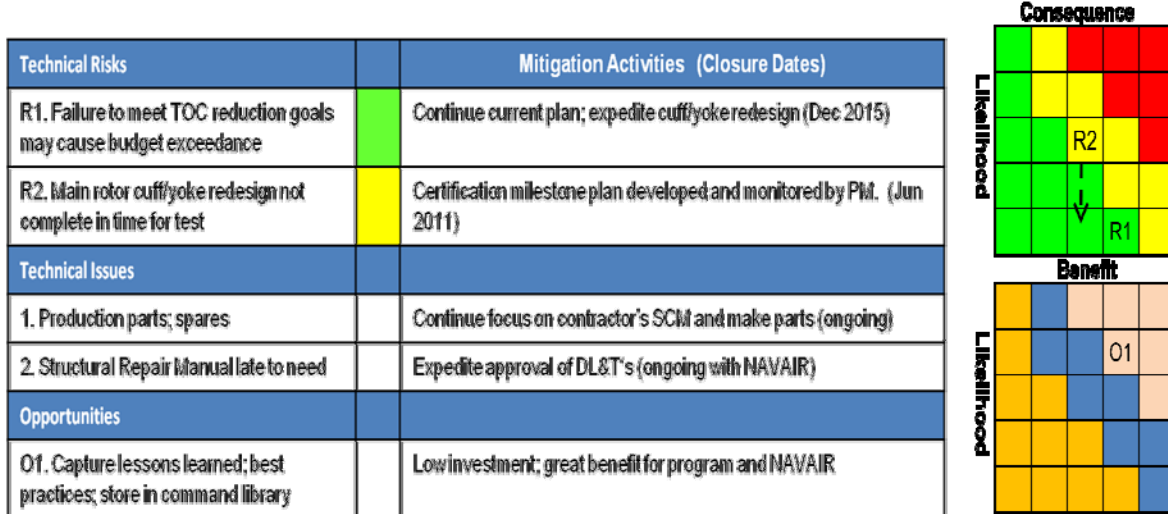 Technical Risks
Mitigation Activities (Closure Dates)
R1. Failure to meet TOC reduction goals
may cause budget exceedance
Continue current plan; expedite cuff/yoke redesign (Dec 2015)
R2. Main rotor cuff/yoke redesign not
complete in time for test
Certification milestone plan developed and monitored by PM. (Jun
2011)
Technical Issues
1. Production parts; spares
Continue focus on contractor's SCM and make parts (ongoing)
2. Structural Repair Manual late to need
Expedite approval of DL&T's (ongoing with NAVAIR)
Opportunities
O1. Capture lessons learned; best
practices; store in command library
Low investment; great benefit for program and NAVAIR
Consequence
Likelihood
R2
R1
Benefit
Likelihood
O1